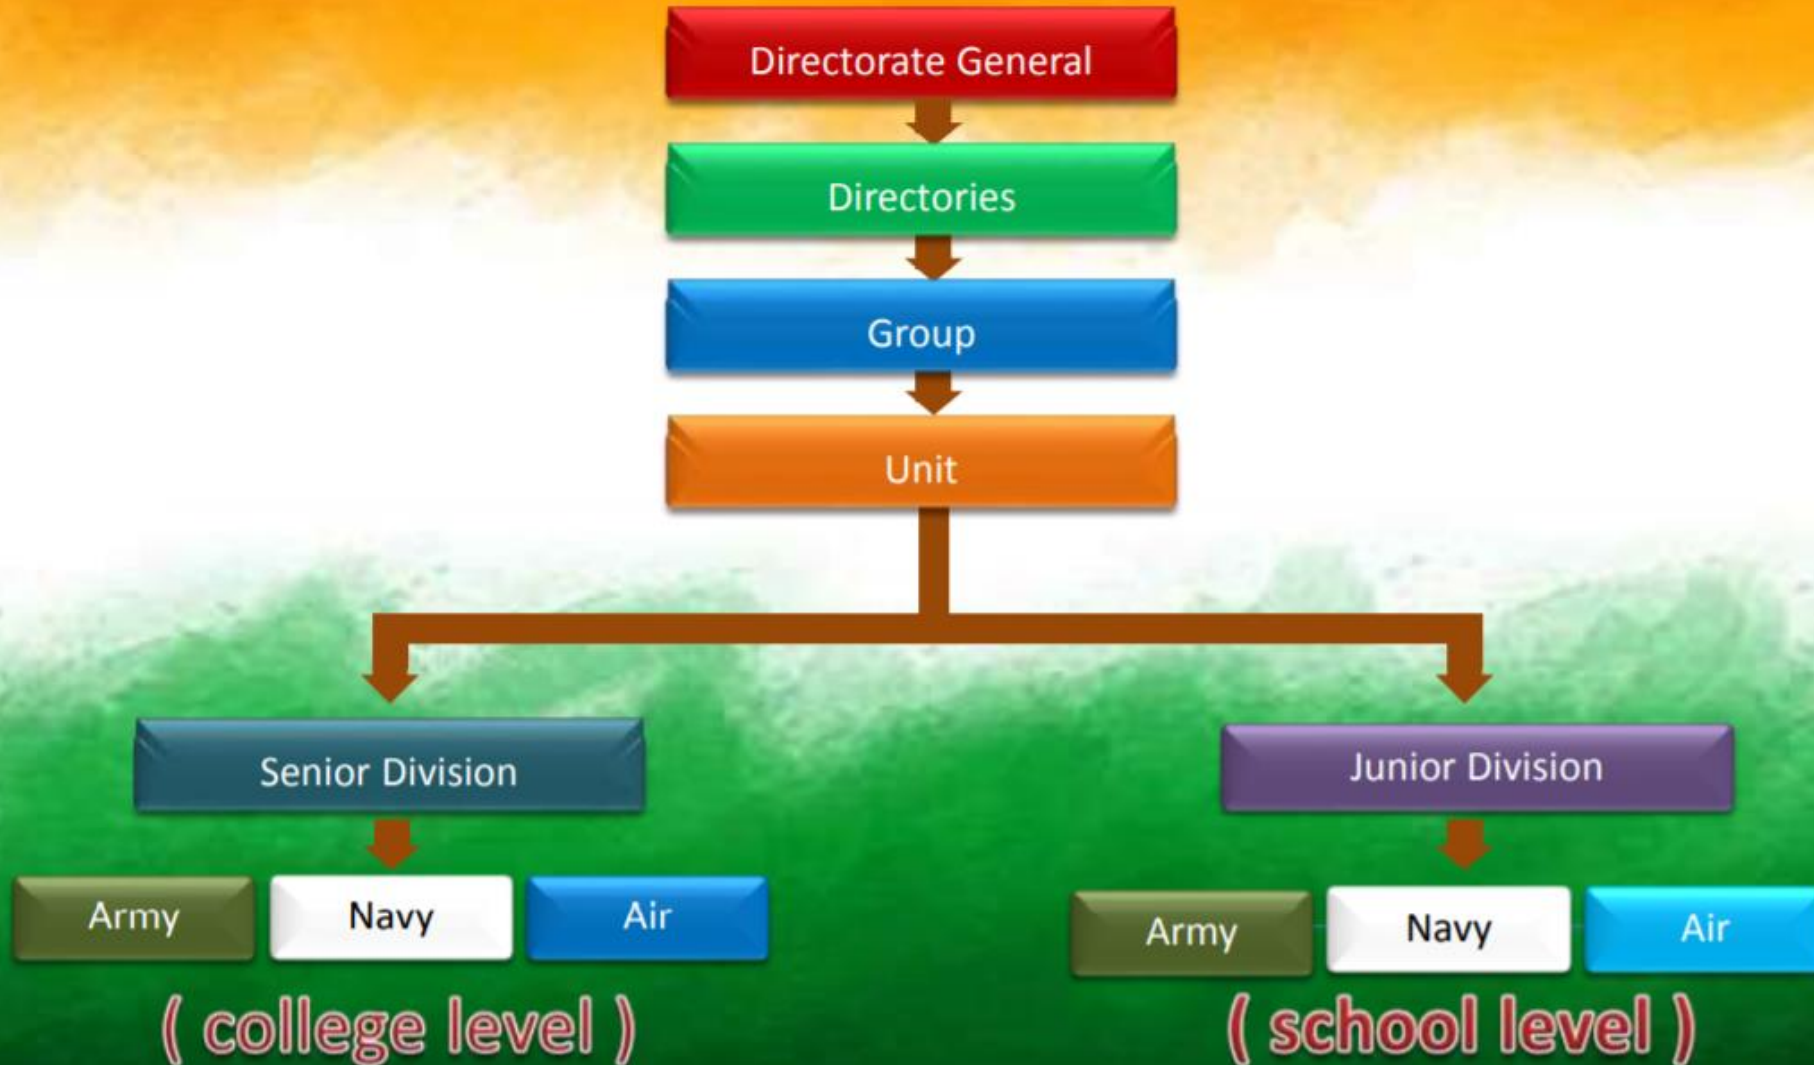 Directorate General
Directories
Group
Unit
Senior Division
Junior Division
Army
Navy
Air
Army
Navy
Air
( college level )
( school level )